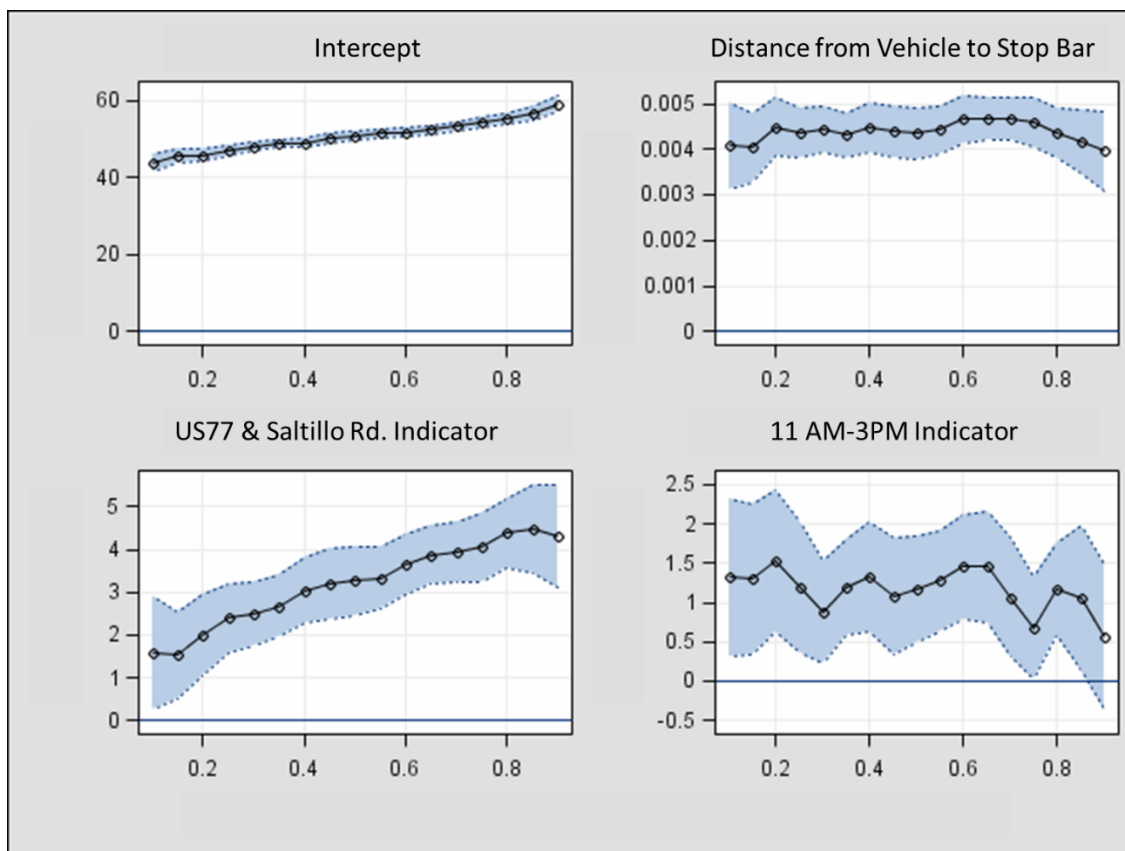 Intercept
Distance from Vehicle to Stop Bar
60
40
20
0
0.2 0.4 0.6 0.8
0.005
0.004
0.003
0.002
0.001
0
0.2 0.4 0.6 0.8
US77 & Saltillo Rd. Indicator
11 AM-3PM Indicator
5
4
3
2
1
0
0.2 0.4 0.6 0.8
2.5
2
1.5
1
0.5
0
-0.5
0.2 0.4 0.6 0.8